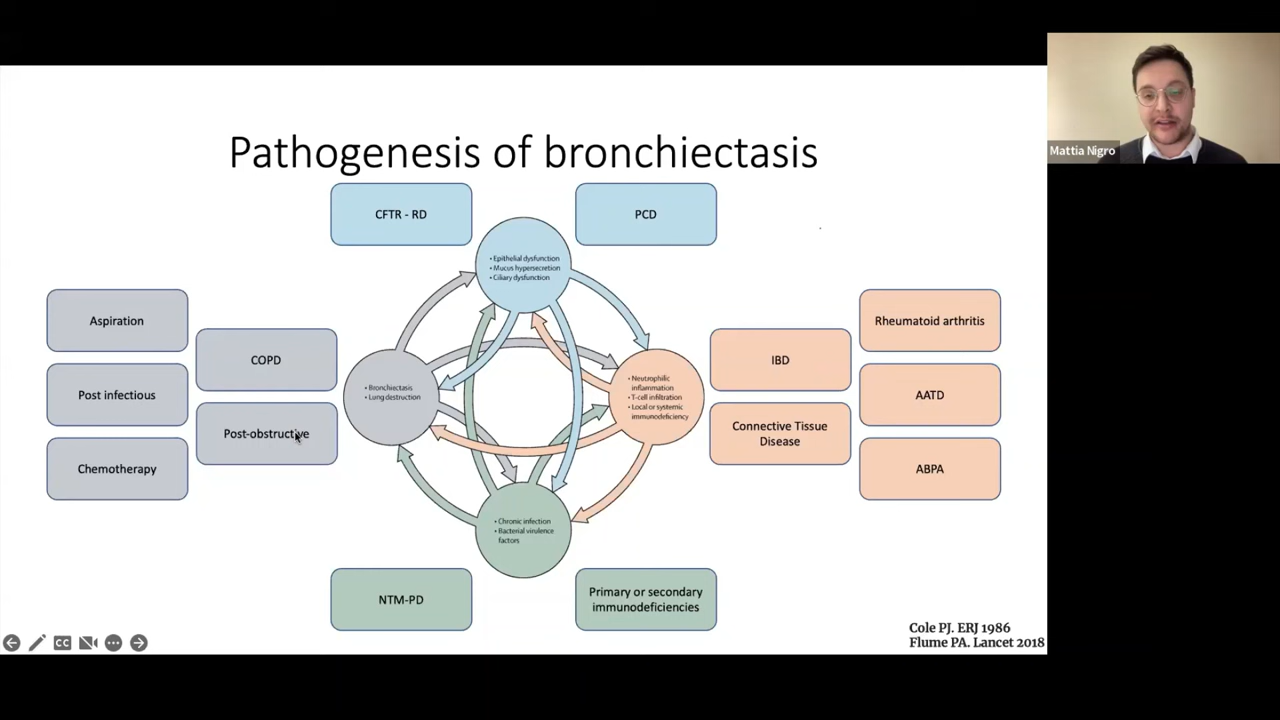 Mattia Nigro
Pathogenesis of bronchiectasis
CFTR - RD
PCD
• Epithelial dysfunction
• Mucus hypersecretion
• Ciliary dysfunction
Aspiration
COPD
Post infectious
Post-obstructive
Chemotherapy
• Bronchiectasis
• Lung destruction
• Neutrophilic
inflammation
• T-cell infiltration
• Local or systemic
immunodeficiency
IBD
Connective Tissue
Disease
Rheumatoid arthritis
AATD
ABPA
• Chronic infection
• Bacterial virulence
factors
NTM-PD
Primary or secondary
immunodeficiencies
Cole PJ. ERJ 1986
Flume PA. Lancet 2018
CC